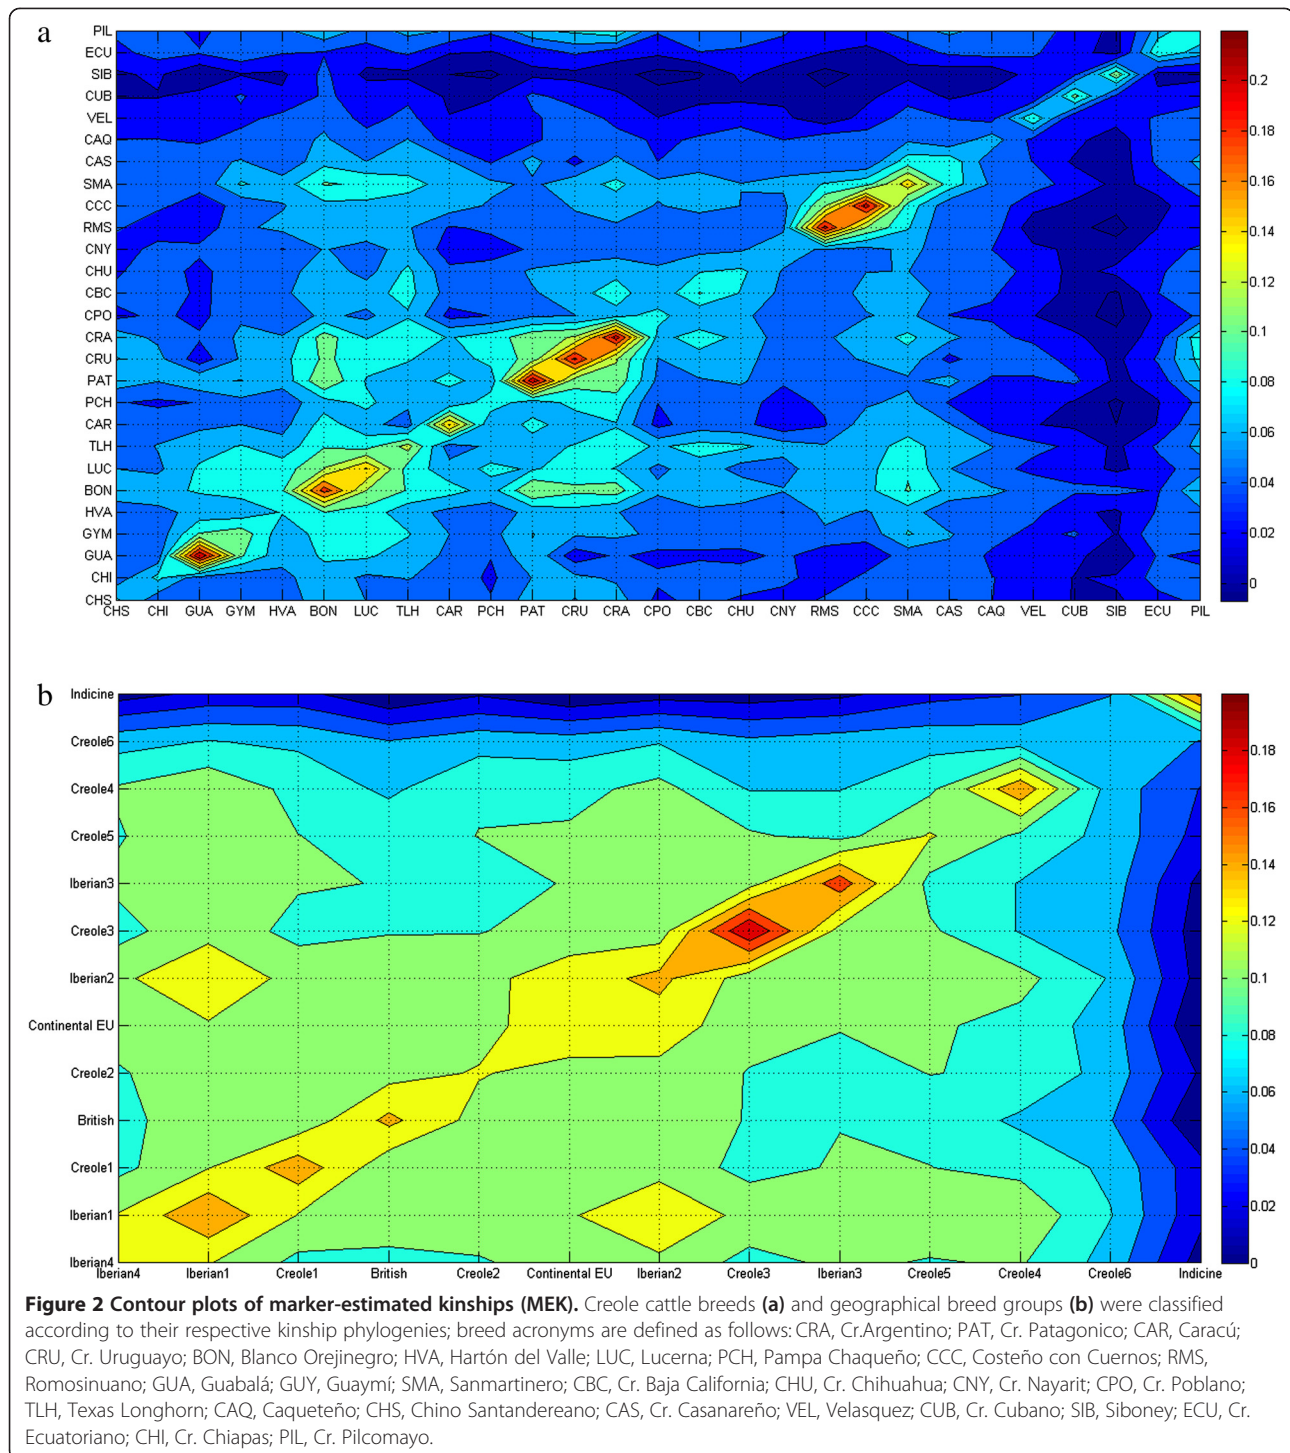 a
PIL
ECU
SIB
CUB
VEL
CAQ
CAS
SMA
CCC
RMS
CNY
CHU
CBC
CPO
CRA
CRU
PAT
PCH
CAR
TLH
LUC
BON
HVA
GYM
GUA
CHI
CHS
CHS CHI GUA GYM HVA BON LUC TLH CAR PCH PAT CRU CRA CPO CBC CHU CNY RMS CCC SMA CAS CAQ VEL CUB SIB ECU PIL
0.2
0.18
0.16
0.14
0.12
0.1
0.08
0.06
0.04
0.02
0
b
Indicine
Creole6
Creole4
Creole5
Iberian3
Creole3
Iberian2
Continental EU
Creole2
British
Creole1
Iberian1
Iberian4
Iberian4 Iberian1 Creole1 British Creole2 Continental EU Iberian2 Creole3 Iberian3 Creole5 Creole4 Creole6 Indicine
0.18
0.16
0.14
0.12
0.1
0.08
0.06
0.04
0.02
0
Figure 2 Contour plots of marker-estimated kinships (MEK). Creole cattle breeds (a) and geographical breed groups (b) were classified
according to their respective kinship phylogenies; breed acronyms are defined as follows: CRA, Cr.Argentino; PAT, Cr. Patagonico; CAR, Caracú;
CRU, Cr. Uruguayo; BON, Blanco Orejinegro; HVA, Hartón del Valle; LUC, Lucerna; PCH, Pampa Chaqueño; CCC, Costeño con Cuernos; RMS,
Romosinuano; GUA, Guabalá; GUY, Guaymí; SMA, Sanmartinero; CBC, Cr. Baja California; CHU, Cr. Chihuahua; CNY, Cr. Nayarit; CPO, Cr. Poblano;
TLH, Texas Longhorn; CAQ, Caqueteño; CHS, Chino Santandereano; CAS, Cr. Casanareño; VEL, Velasquez; CUB, Cr. Cubano; SIB, Siboney; ECU, Cr.
Ecuatoriano; CHI, Cr. Chiapas; PIL, Cr. Pilcomayo.